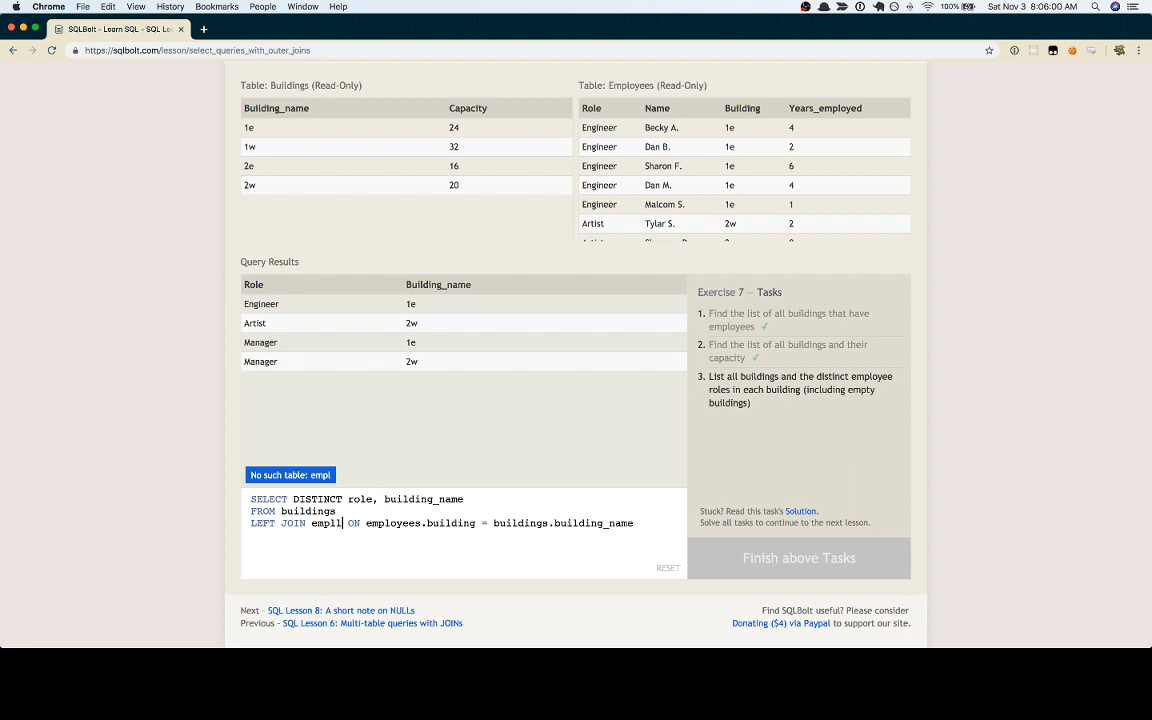 Chrome File Edit View History Bookmarks People Window Help 100% Sat Nov 3 8:06:00 AM
SQLBolt - Learn SQL - SQL Le
https://sqlbolt.com/lesson/select_queries_with_outer_joins
Table: Buildings (Read-Only) Table: Employees (Read-Only)
Building_name Capacity Role Name Building Years_employed
1e 24 Engineer Becky A. 1e 4
1w 32 Engineer Dan B. 1e 2
2e 16 Engineer Sharon F. 1e 6
2w 20 Engineer Dan M. 1e 4
Engineer Malcom S. 1e 1
Artist Tylar S. 2w 2
Query Results
Role Building_name
Engineer 1e
Artist 2w
Manager 1e
Manager 2w
Exercise 7 — Tasks
1. Find the list of all buildings that have
employees ✓
2. Find the list of all buildings and their
capacity ✓
3. List all buildings and the distinct employee
roles in each building (including empty
buildings)
No such table: empl
SELECT DISTINCT role, building_name
FROM buildings
LEFT JOIN empll ON employees.building = buildings.building_name
RESET
Stuck? Read this task's Solution.
Solve all tasks to continue to the next lesson.
Finish above Tasks
Next – SQL Lesson 8: A short note on NULLs
Previous – SQL Lesson 6: Multi-table queries with JOINs
Find SQLBolt useful? Please consider
Donating ($4) via Paypal to support our site.